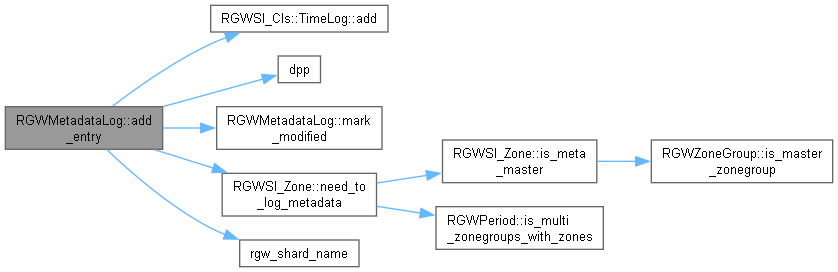 RGWSI_Cls::TimeLog::add
dpp
RGWMetadataLog::add
_entry
RGWMetadataLog::mark
_modified
RGWSI_Zone::is_meta
_master
RGWZoneGroup::is_master
_zonegroup
RGWSI_Zone::need_to
_log_metadata
RGWPeriod::is_multi
_zonegroups_with_zones
rgw_shard_name